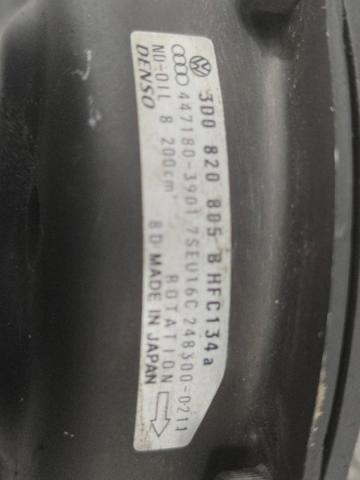 3D0 820 805 B HFC134a
447180-3901 7SEU16C 248300-0211
ND-OIL 8 200cm³ ROTATION
DENSO 8D MADE IN JAPAN